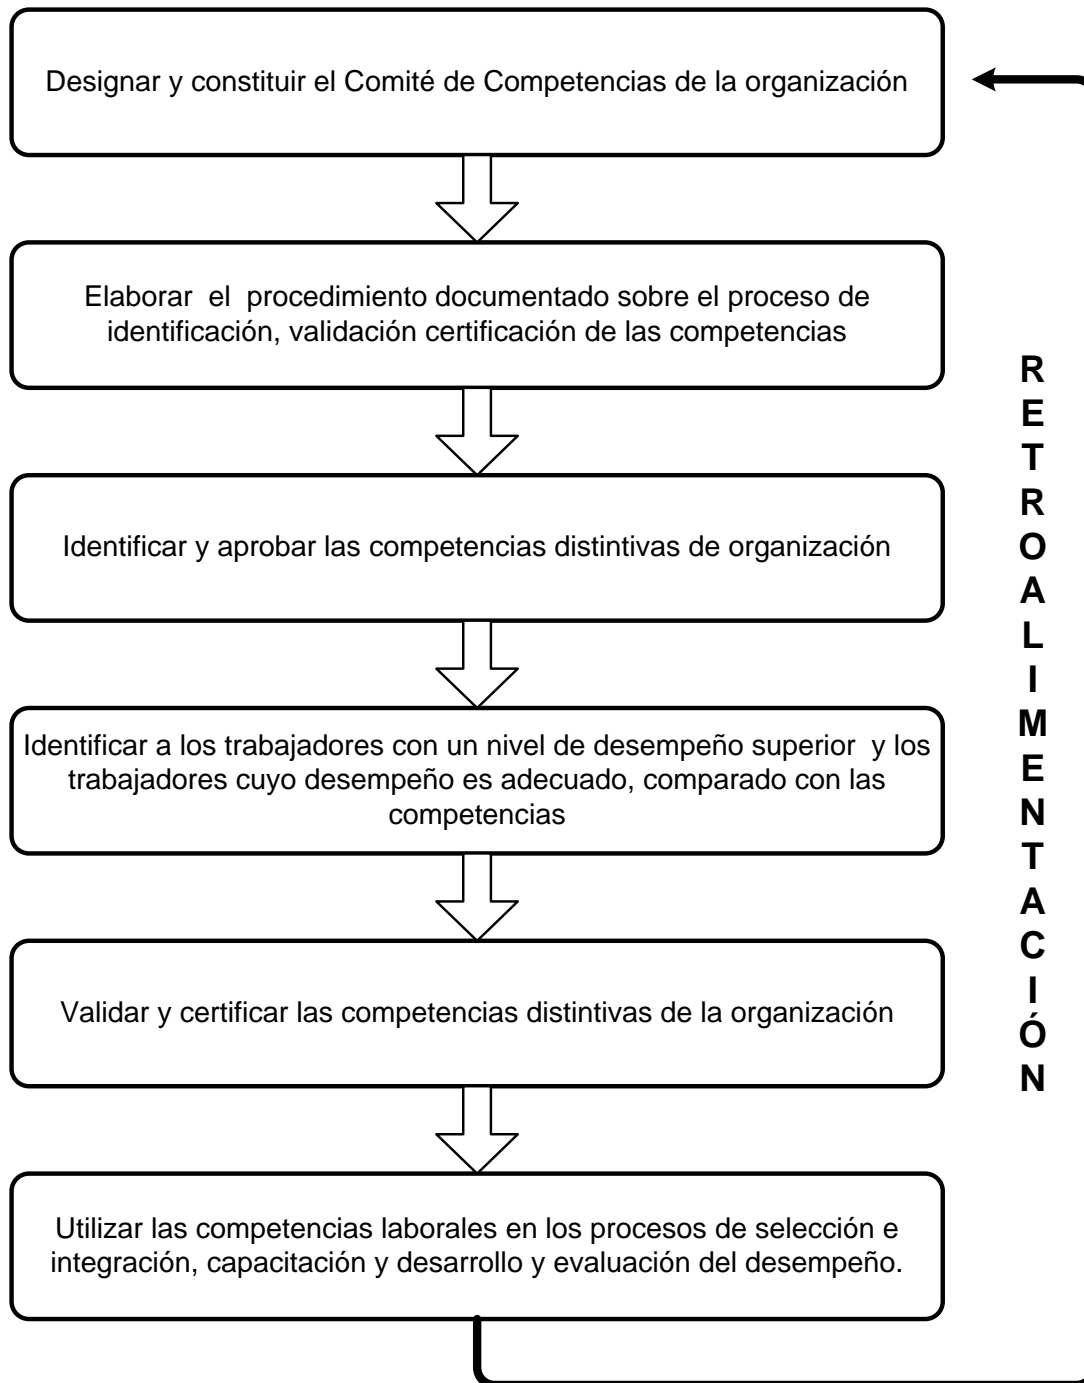 Designar y constituir el Comité de Competencias de la organización
Elaborar  el  procedimiento documentado sobre el proceso de
identificación, validación certificación de las competencias
Identificar y aprobar las competencias distintivas de organización
Identificar a los trabajadores con un nivel de desempeño superior  y los
trabajadores cuyo desempeño es adecuado, comparado con las
competencias
Validar y certificar las competencias distintivas de la organización
Utilizar las competencias laborales en los procesos de selección e
integración, capacitación y desarrollo y evaluación del desempeño.
RETROALIMENTACIÓN